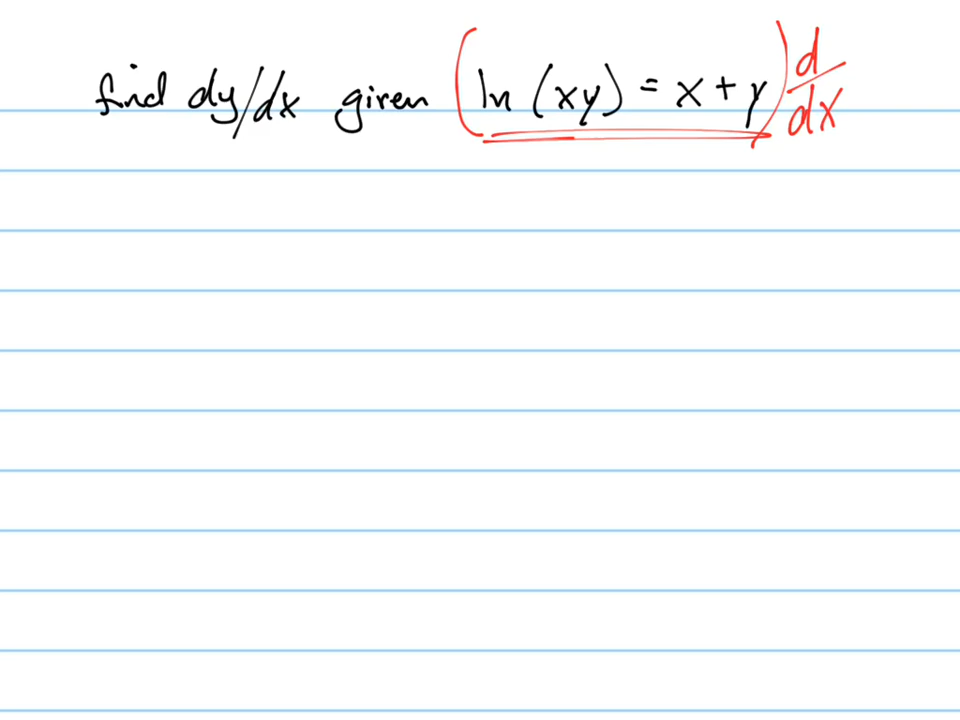 find dy/dx given (ln (xy) = x + y) d/dx